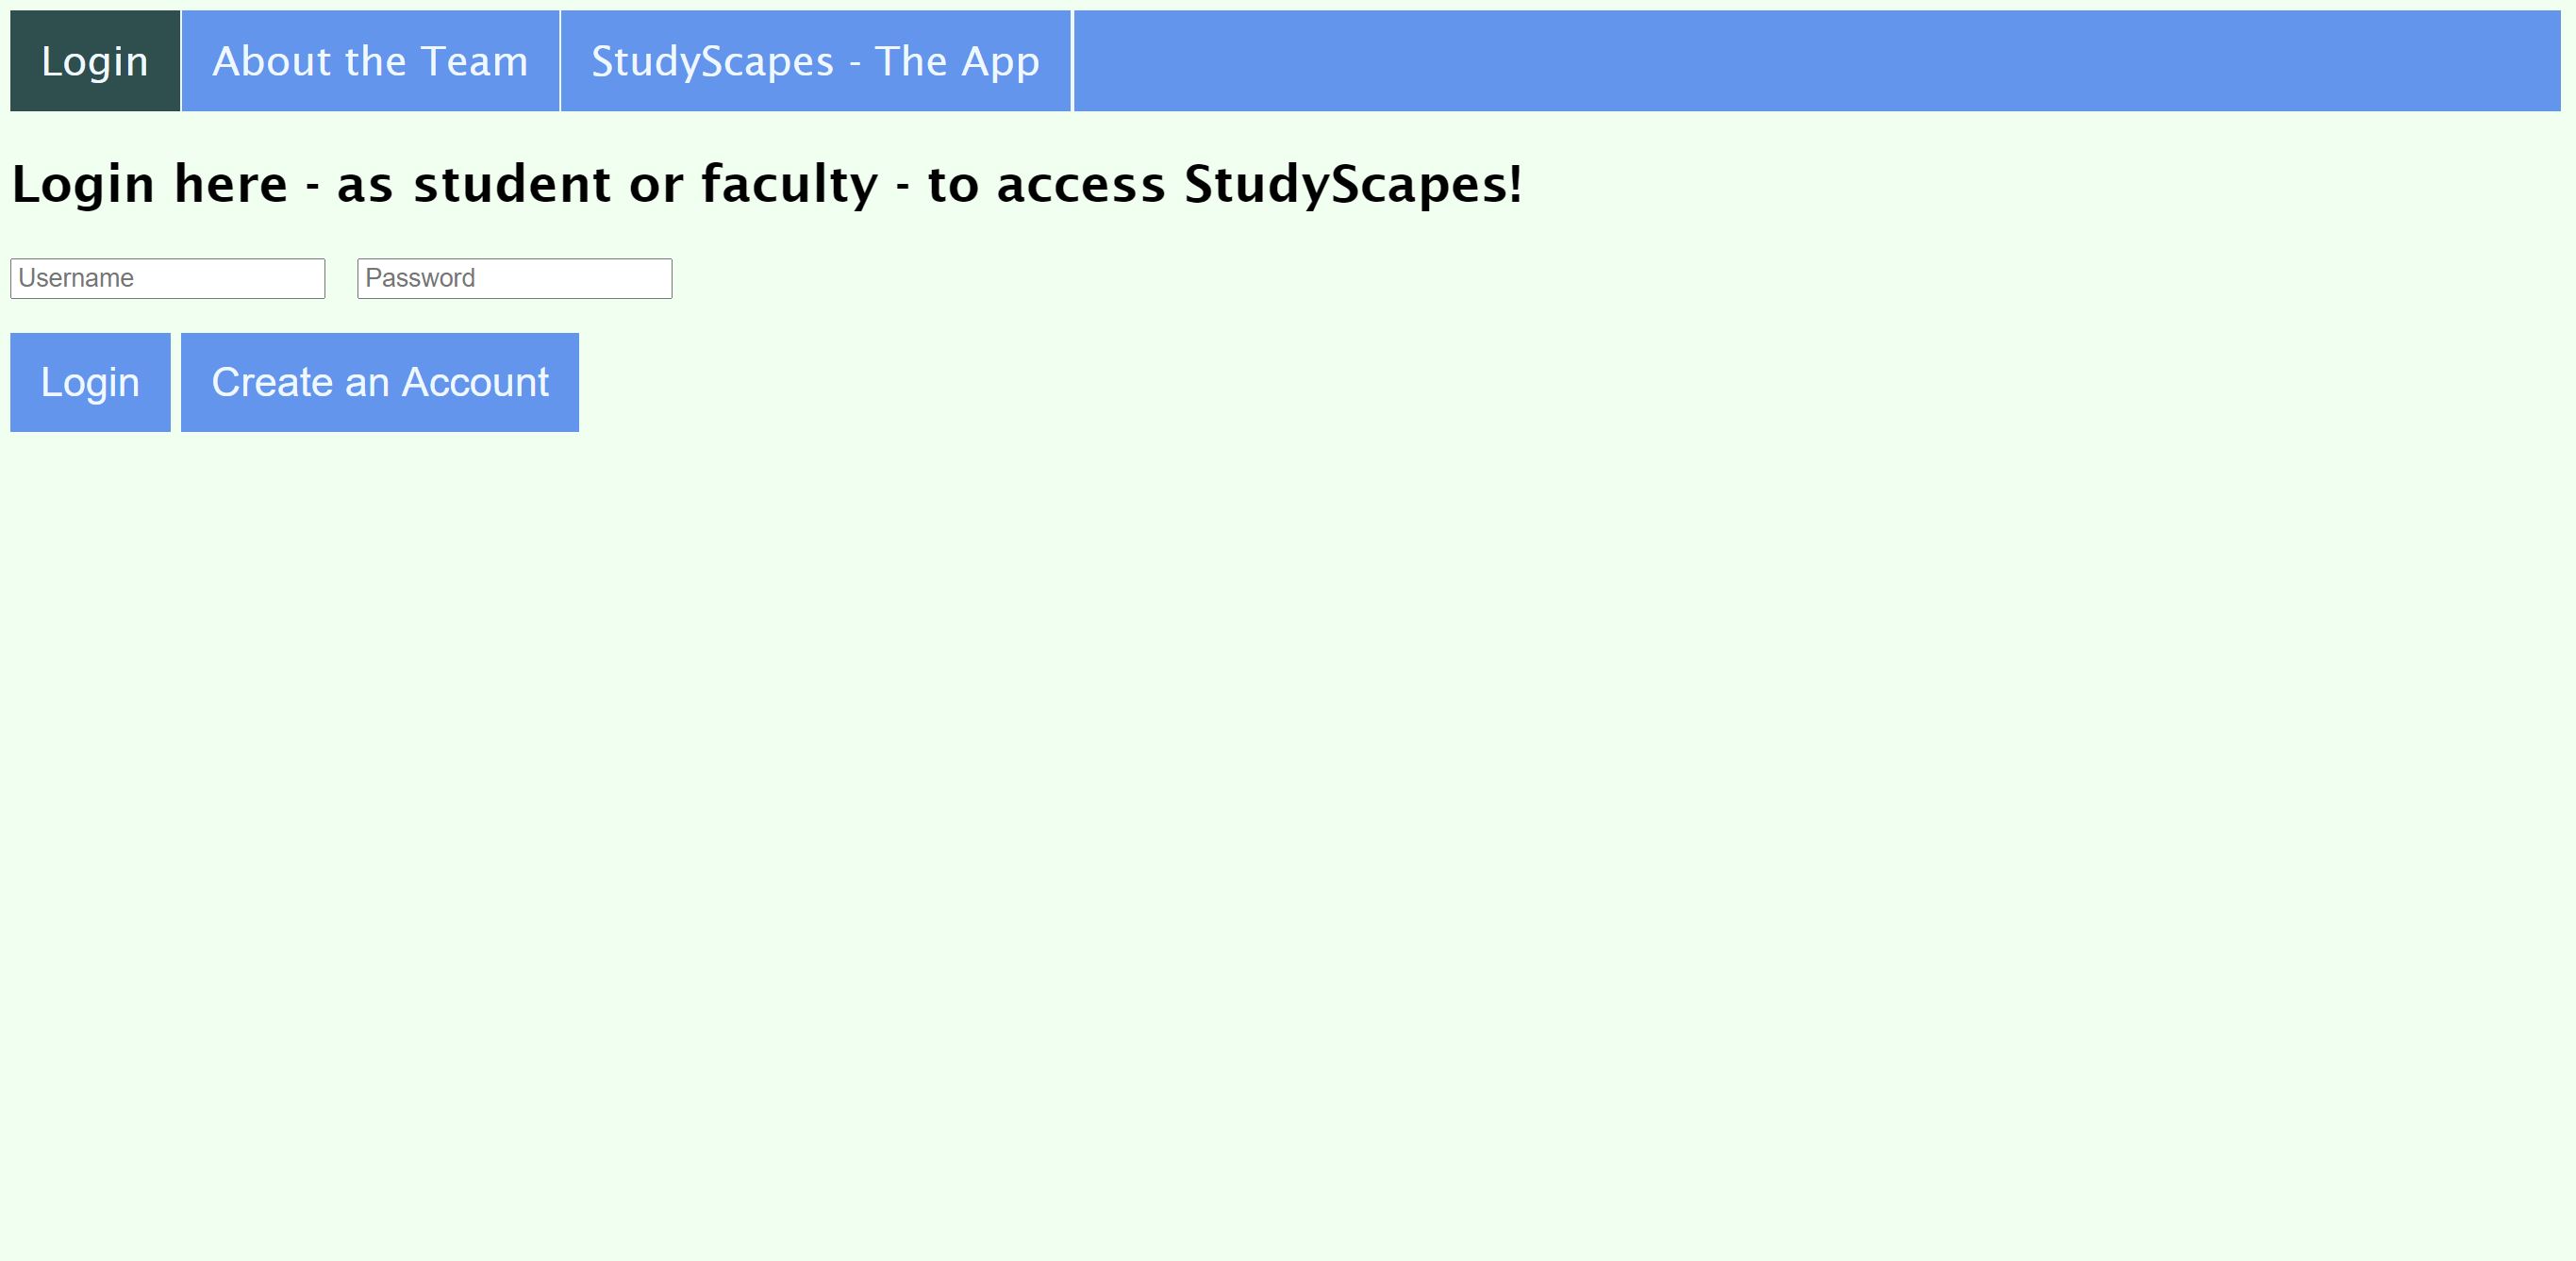 Login About the Team StudyScapes - The App
Login here - as student or faculty - to access StudyScapes!
Username Password
Login Create an Account